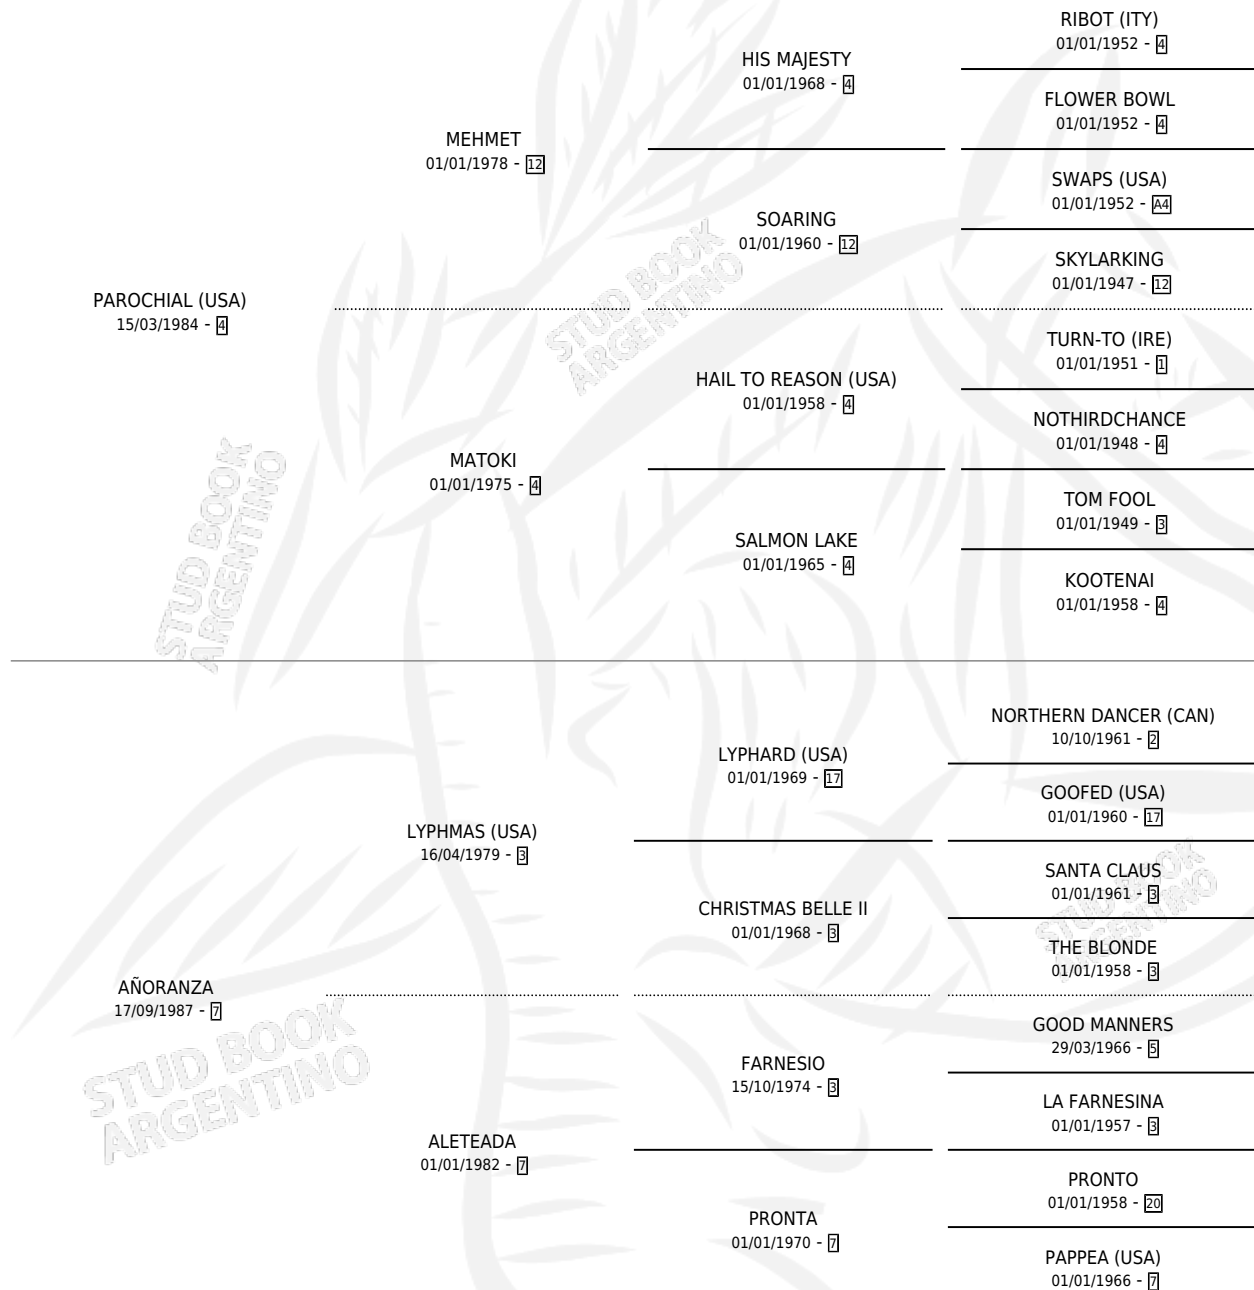 PAROCHIAL (USA)
15/03/1984 - 4
MEHMET
01/01/1978 - 12
HIS MAJESTY
01/01/1968 - 4
RIBOT (ITY)
01/01/1952 - 4
FLOWER BOWL
01/01/1952 - 4
SOARING
01/01/1960 - 12
SWAPS (USA)
01/01/1952 - A4
SKYLARKING
01/01/1947 - 12
MATOKI
01/01/1975 - 4
HAIL TO REASON (USA)
01/01/1958 - 4
TURN-TO (IRE)
01/01/1951 - 1
NOTHIRDCHANCE
01/01/1948 - 4
SALMON LAKE
01/01/1965 - 4
TOM FOOL
01/01/1949 - 3
KOOTENAI
01/01/1958 - 4
AÑORANZA
17/09/1987 - 7
LYPHMAS (USA)
16/04/1979 - 3
LYPHARD (USA)
01/01/1969 - 17
NORTHERN DANCER (CAN)
10/10/1961 - 2
GOOFED (USA)
01/01/1960 - 17
CHRISTMAS BELLE II
01/01/1968 - 3
SANTA CLAUS
01/01/1961 - 3
THE BLONDE
01/01/1958 - 3
ALETEADA
01/01/1982 - 7
FARNESIO
15/10/1974 - 3
GOOD MANNERS
29/03/1966 - 5
LA FARNESINA
01/01/1957 - 3
PRONTA
01/01/1970 - 7
PRONTO
01/01/1958 - 20
PAPPEA (USA)
01/01/1966 - 7
STUD BOOK
ARGENTINO
STUD BOOK
ARGENTINO
STUD BOOK
ARGENTINO
STUD BOOK
ARGENTINO